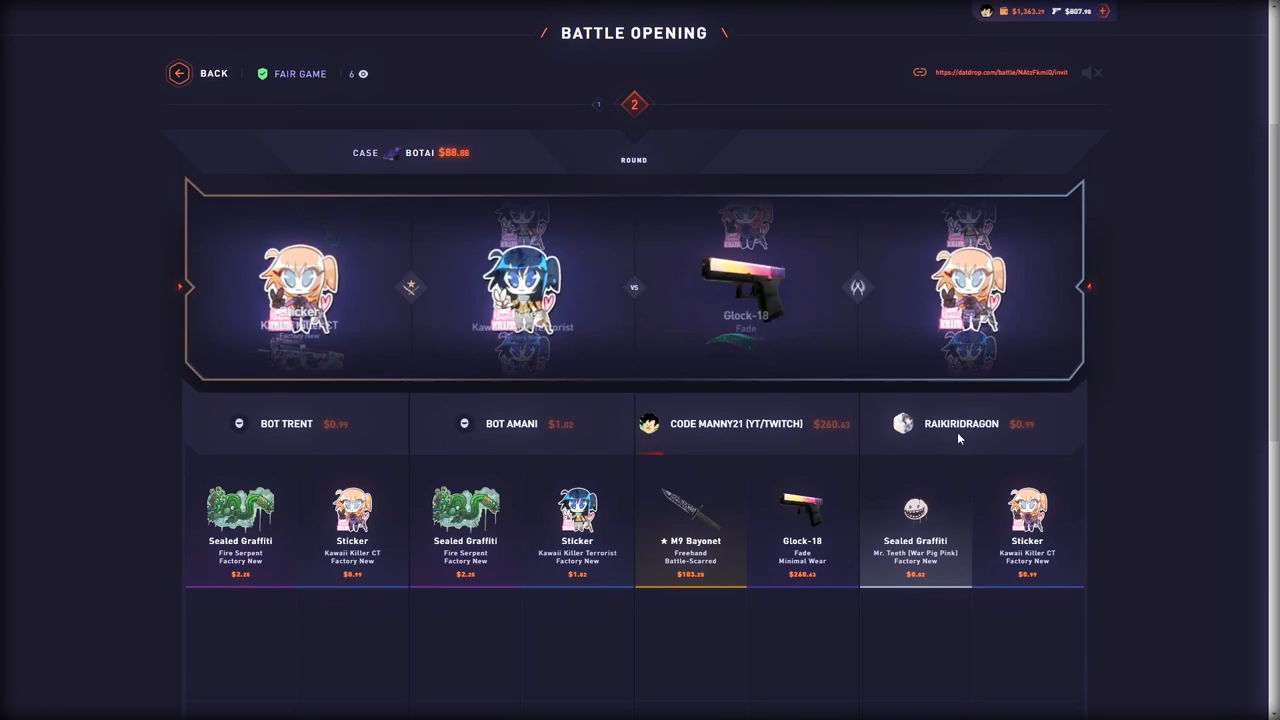 $1,363.29 $807.98
BATTLE OPENING
BACK FAIR GAME 6
https://datdrop.com/battle/NAtzFkmlQ/invit
1 2
CASE BOTAI $88.88
ROUND
VS
Sticker
Factory New
Glock-18
Fade
BOT TRENT $0.99
BOT AMANI $1.02
CODE MANNY21 (YT/TWITCH) $260.63
RAIKIRIDRAGON $0.99
Sealed Graffiti
Fire Serpent
Factory New
$2.28
Sticker
Kawaii Killer CT
Factory New
$0.99
Sealed Graffiti
Fire Serpent
Factory New
$2.28
Sticker
Kawaii Killer Terrorist
Factory New
$1.02
★ M9 Bayonet
Freehand
Battle-Scarred
$183.25
Glock-18
Fade
Minimal Wear
$260.63
Sealed Graffiti
Mr. Teeth (War Pig Pink)
Factory New
$0.02
Sticker
Kawaii Killer CT
Factory New
$0.99